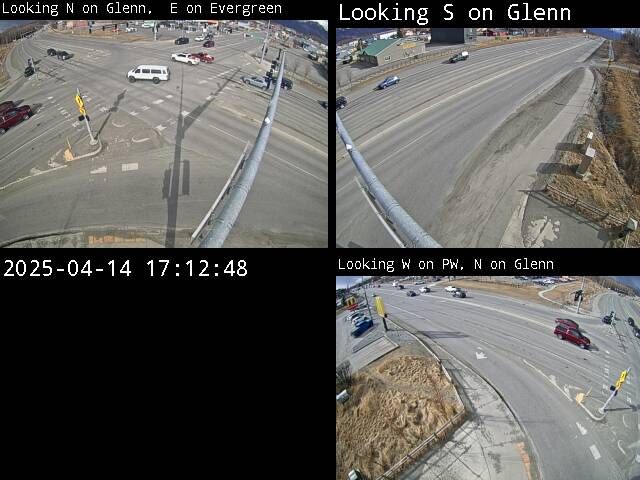 Looking N on Glenn,  E on Evergreen
Looking S on Glenn
2025-04-14 17:12:48
Looking W on PW, N on Glenn